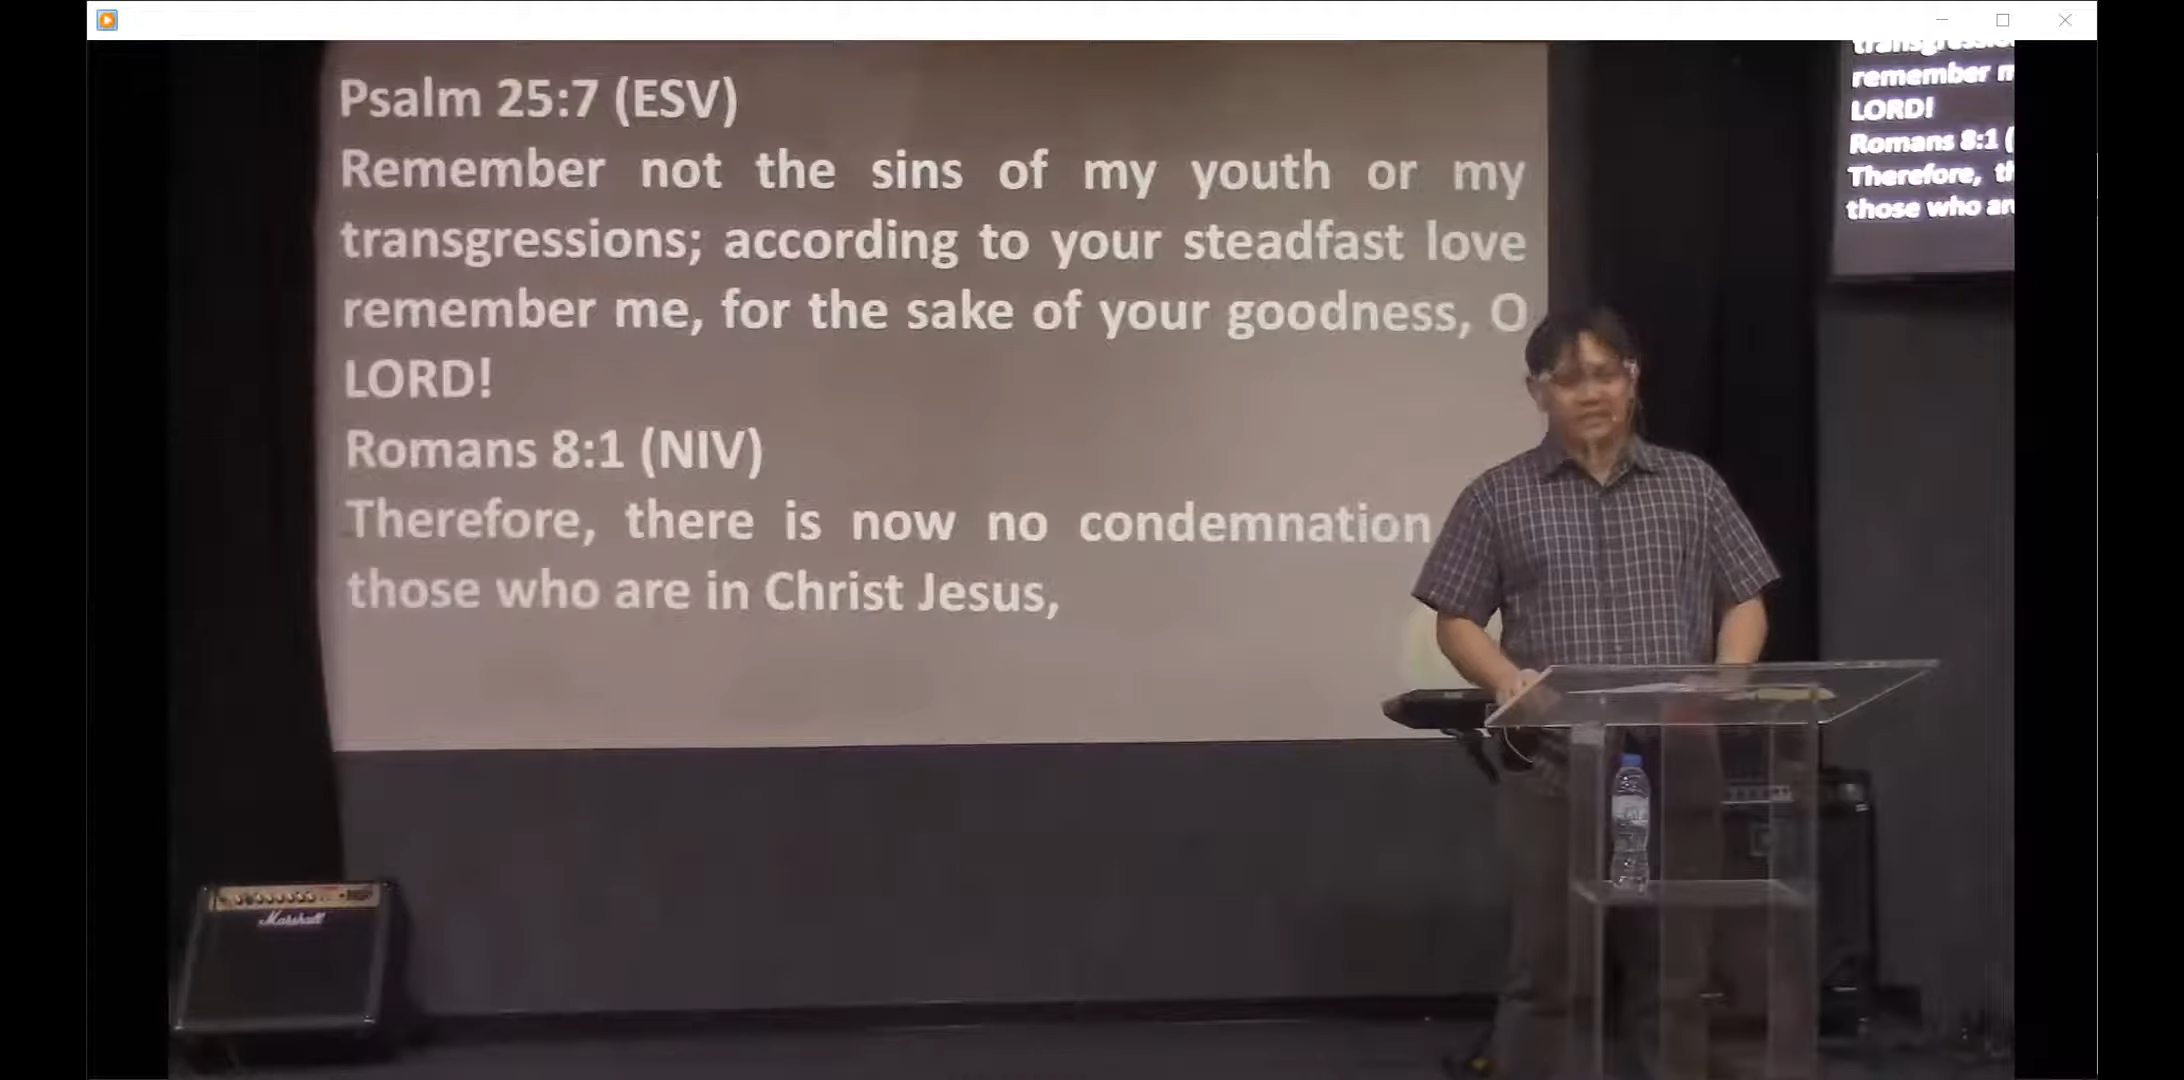 Psalm 25:7 (ESV)
Remember not the sins of my youth or my
transgressions; according to your steadfast love
remember me, for the sake of your goodness, O
LORD!
Romans 8:1 (NIV)
Therefore, there is now no condemnation
those who are in Christ Jesus,
remember
LORD!
Romans 8:1 (
Therefore,
those who
Marshall